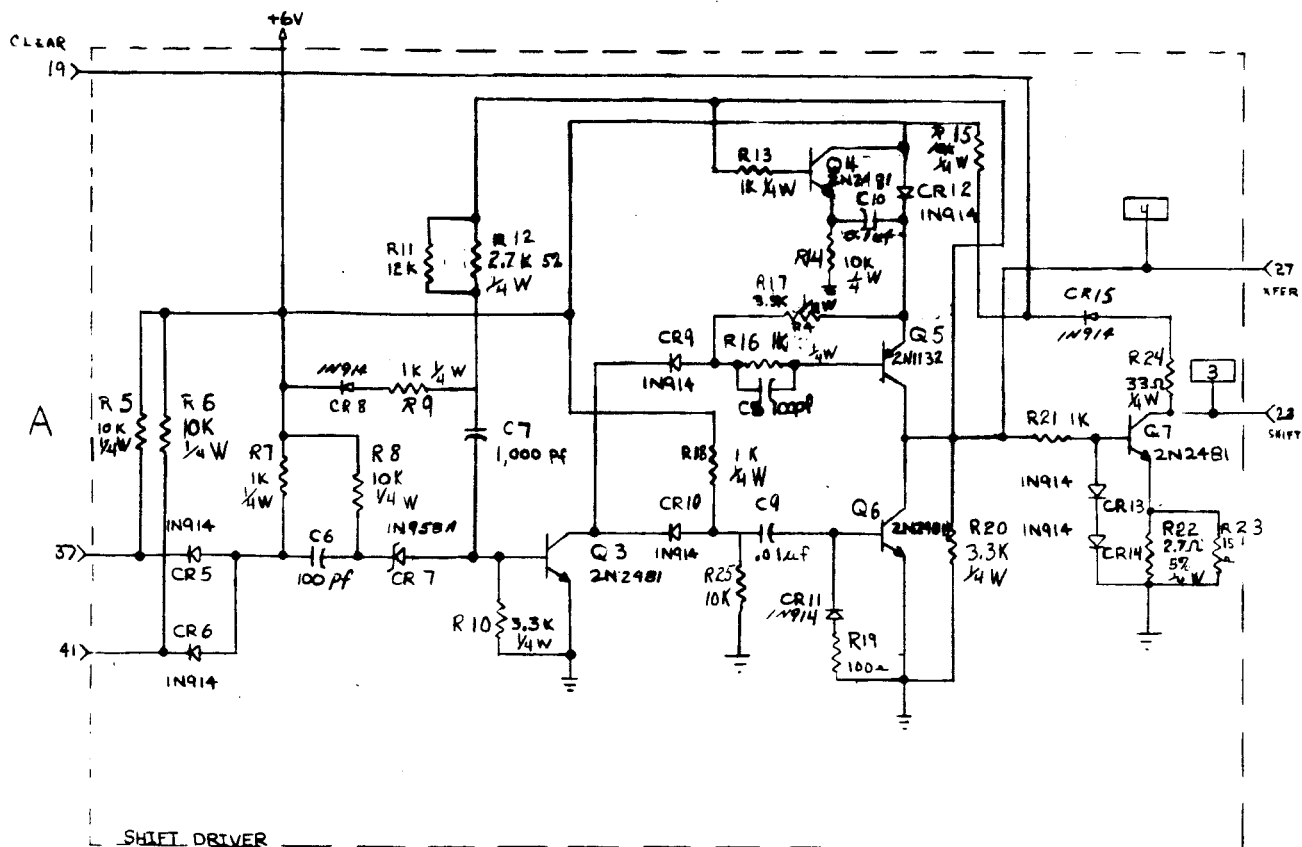 +6V
CLEAR
19
R13
1K ¼W
Q4
2N2481
C10
R15
¼W
CR12
1N914
4
R11
12K
R12
2.7K 5%
¼W
R14
10K
¼W
27
XFER
R17
3.3K
CR15
1N914
CR9
1N914
R16
1K
¼W
Q5
2N1132
1N914
CR8
1K ¼W
R9
C8 100pf
R24
33Ω
¼W
3
A
R5
10K
¼W
R6
10K
¼W
C7
1,000 pf
R21 1K
28
SHIFT
Q7
2N2481
R7
1K
¼W
R8
10K
¼W
R18
1K
¼W
1N914
CR13
1N914
CR5
1N958A
CR7
CR10
1N914
C9
.01µf
Q6
R20
3.3K
¼W
1N914
CR14
R22
2.7Ω
5%
¼W
R23
15
Ω
37
C6
100 pf
Q3
2N2481
R25
10K
CR11
1N914
R10
3.3K
¼W
R19
100Ω
41
CR6
1N914
SHIFT DRIVER